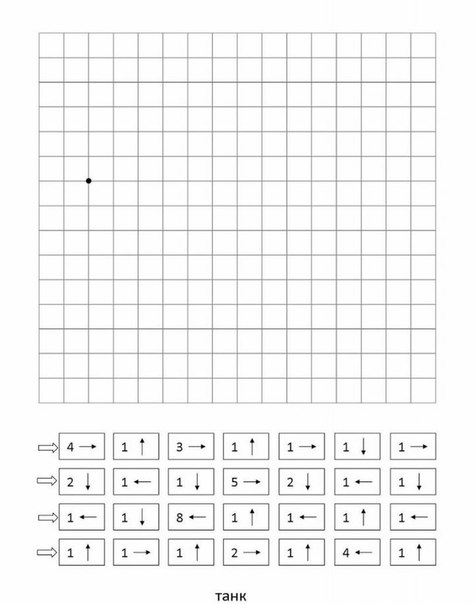 4 → 1 ↑ 3 → 1 ↑ 1 → 1 ↓ 1 →
2 ↓ 1 ← 1 ↓ 5 → 2 ↓ 1 ← 1 ↓
1 ← 1 ↓ 8 ← 1 ↑ 1 ← 1 ↑ 1 ←
1 ↑ 1 → 1 ↑ 2 → 1 ↑ 4 ← 1 ↑
танк